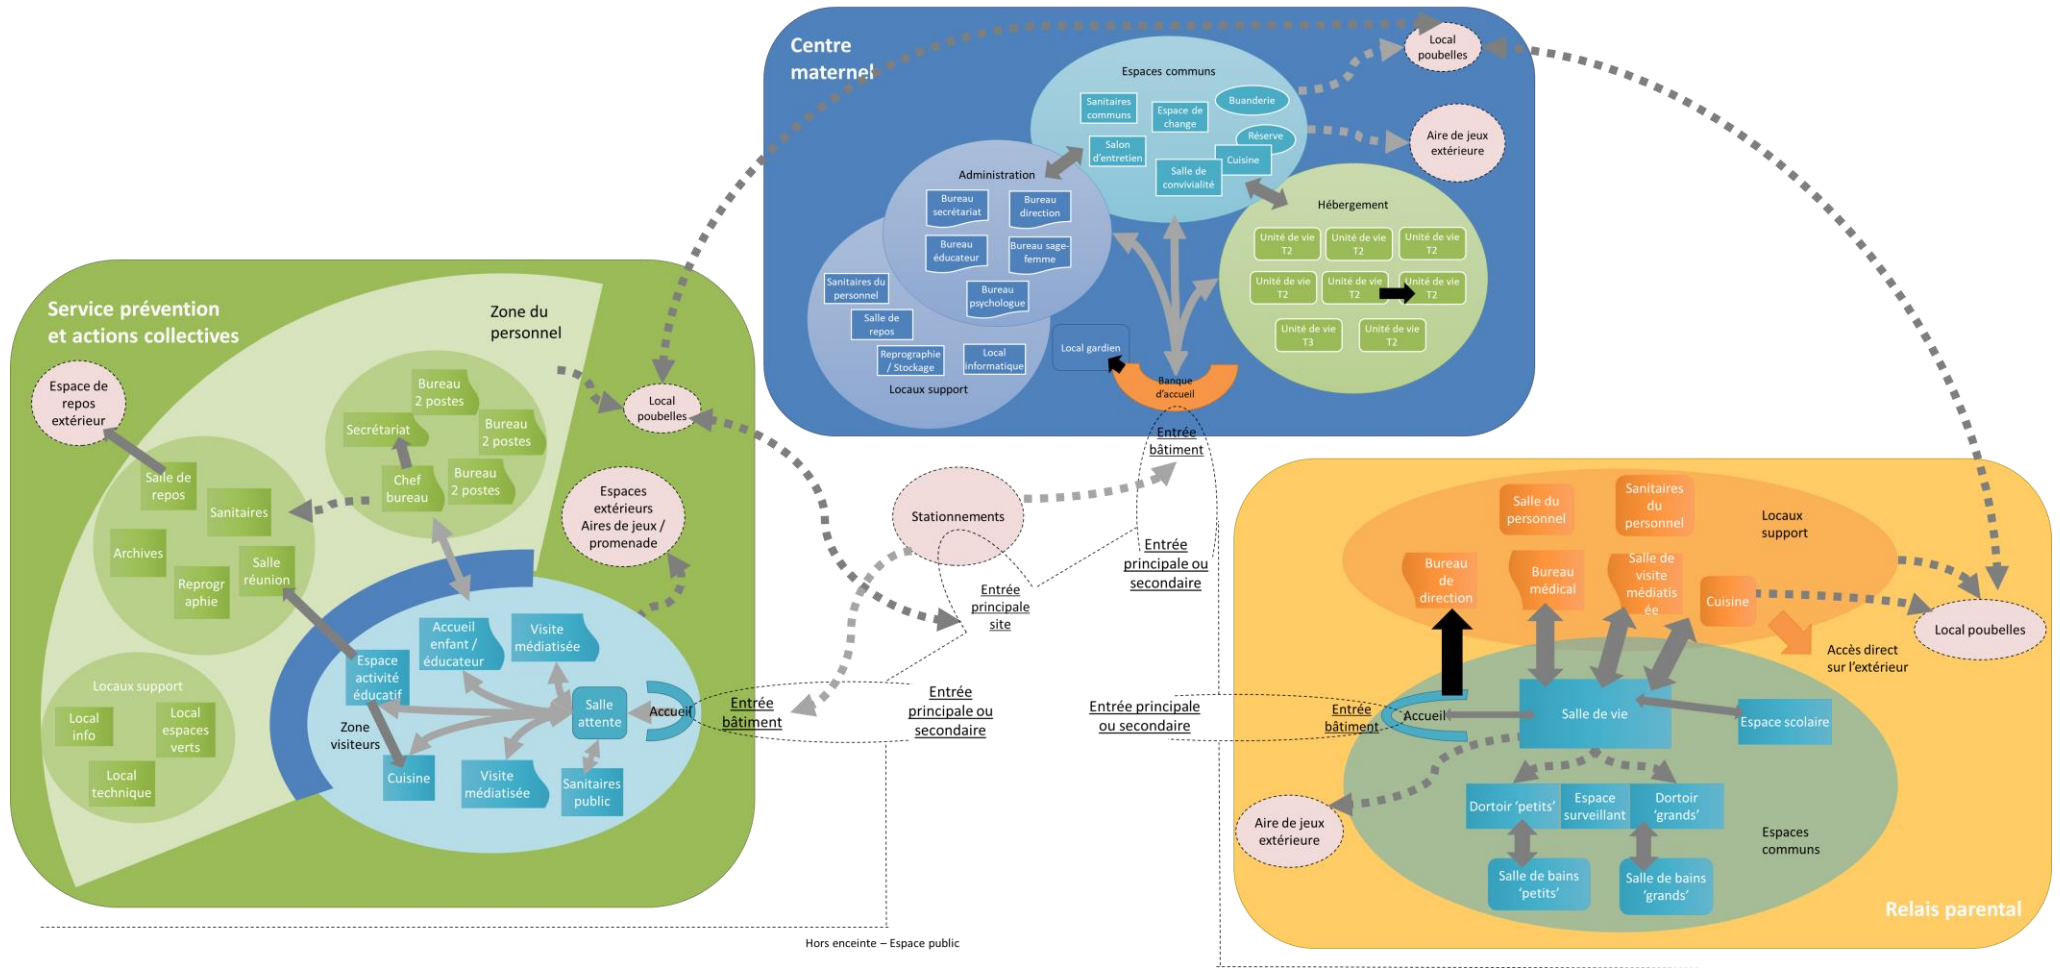 Centre
maternel
Local
poubelles
Espaces communs
Sanitaires
communs
Espace de
change
Buanderie
Réserve
Salon
d'entretien
Cuisine
Salle de
convivialité
Aire de jeux
extérieure
Administration
Bureau
secrétariat
Bureau
direction
Bureau
éducateur
Bureau sage-
femme
Bureau
psychologue
Sanitaires du
personnel
Salle de
repos
Reprographie
/ Stockage
Local
informatique
Locaux support
Hébergement
Unité de vie
T2
Unité de vie
T2
Unité de vie
T2
Unité de vie
T2
Unité de vie
T2
Unité de vie
T2
Unité de vie
T3
Unité de vie
T2
Local gardien
Banque
d'accueil
Entrée
bâtiment
Service prévention
et actions collectives
Zone du
personnel
Espace de
repos
extérieur
Bureau
2 postes
Secrétariat
Bureau
2 postes
Chef
bureau
Bureau
2 postes
Local
poubelles
Salle de
repos
Sanitaires
Archives
Salle
réunion
Reprogr
aphie
Espaces
extérieurs
Aires de jeux /
promenade
Locaux support
Local
info
Local
espaces
verts
Local
technique
Accueil
enfant /
éducateur
Visite
médiatisée
Espace
activité
éducatif
Zone
visiteurs
Salle
attente
Accueil
Cuisine
Visite
médiatisée
Sanitaires
public
Entrée
bâtiment
Stationnements
Entrée
principale ou
secondaire
Entrée
principale
site
Entrée
principale ou
secondaire
Entrée principale
ou secondaire
Hors enceinte – Espace public
Salle du
personnel
Sanitaires
du
personnel
Locaux
support
Bureau
de
direction
Bureau
médical
Salle de
visite
médiatis
ée
Cuisine
Local poubelles
Accès direct
sur l'extérieur
Entrée
bâtiment
Accueil
Salle de vie
Espace scolaire
Dortoir 'petits'
Espace
surveillant
Dortoir
'grands'
Aire de jeux
extérieure
Espaces
communs
Salle de bains
'petits'
Salle de bains
'grands'
Relais parental